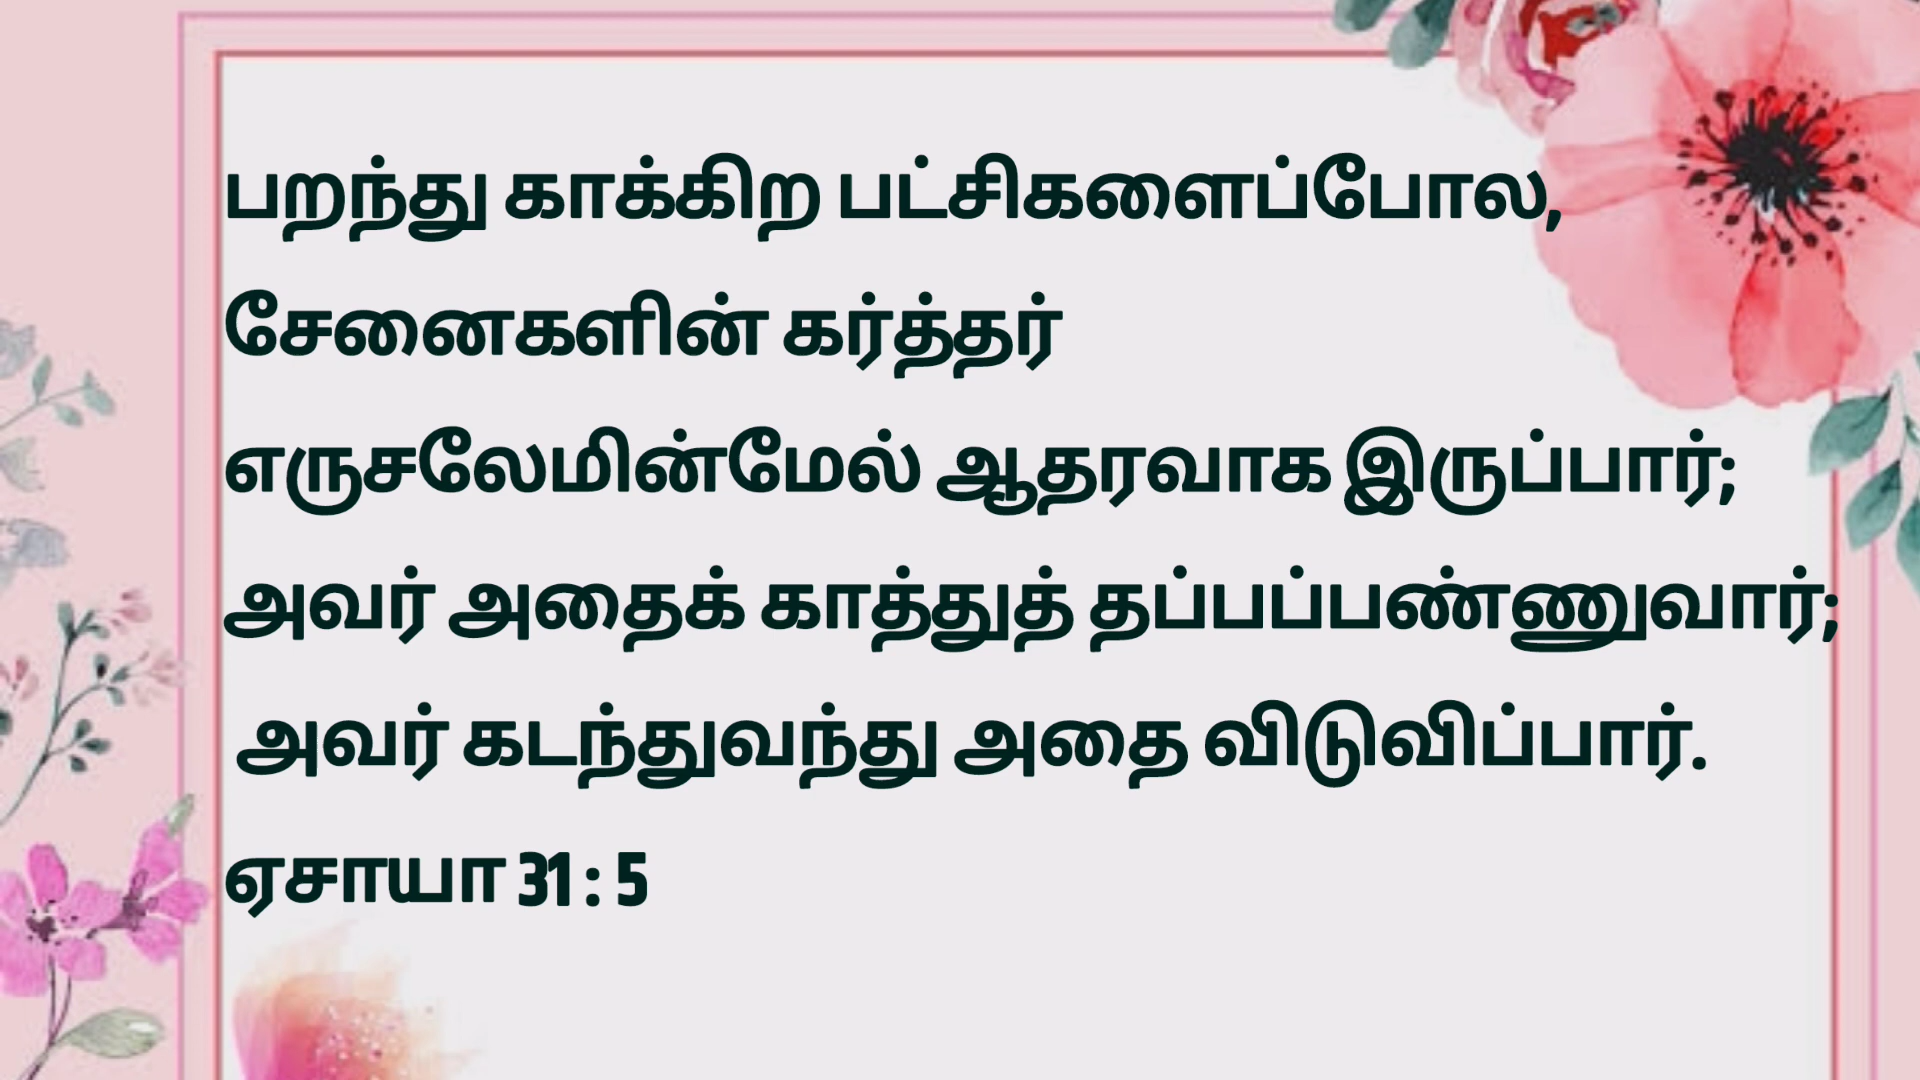 பறந்து காக்கிற பட்சிகளைப்போல,
சேனைகளின் கர்த்தர்
எருசலேமின்மேல் ஆதரவாக இருப்பார்;
அவர் அதைக் காத்துத் தப்பப்பண்ணுவார்;
அவர் கடந்துவந்து அதை விடுவிப்பார்.
ஏசாயா 31 : 5